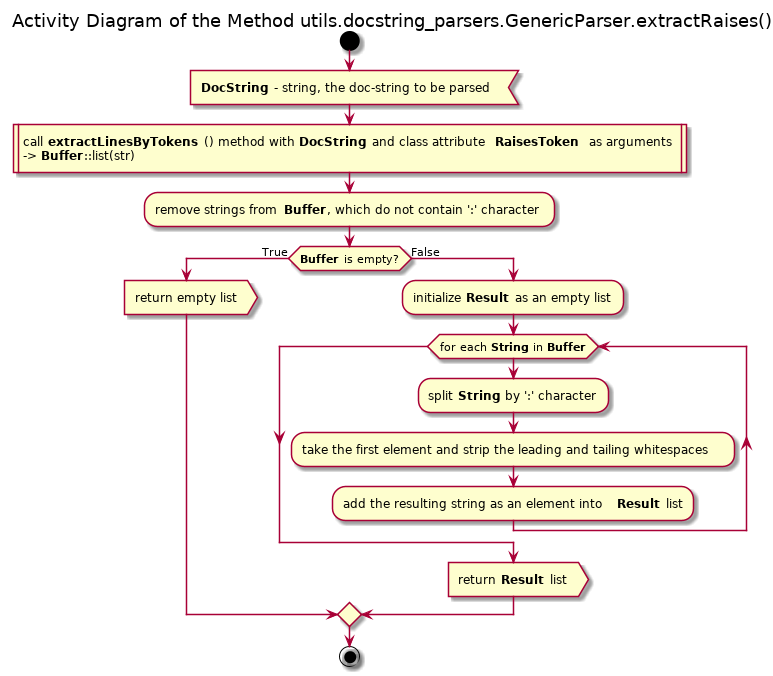 Activity Diagram of the Method utils.docstring_parsers.GenericParser.extractRaises()
DocString - string, the doc-string to be parsed
call extractLinesByTokens () method with DocString and class attribute RaisesToken as arguments
-> Buffer::list(str)
remove strings from Buffer, which do not contain ':' character
True
Buffer is empty?
False
return empty list
initialize Result as an empty list
for each String in Buffer
split String by ':' character
take the first element and strip the leading and tailing whitespaces
add the resulting string as an element into Result list
return Result list